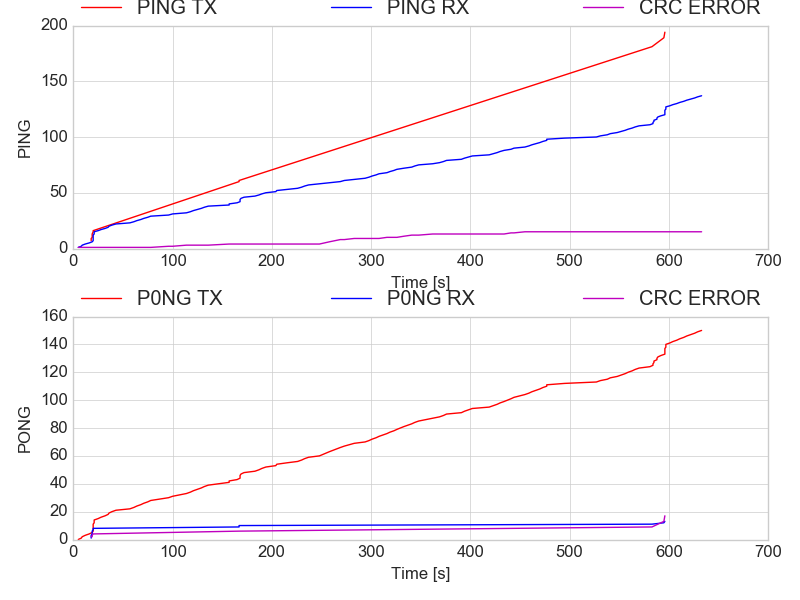 PING TX PING RX CRC ERROR
200
150
100
50
0
PING
0 100 200 300 400 500 600 700
Time [s]
P0NG TX P0NG RX CRC ERROR
160
140
120
100
80
60
40
20
0
PONG
0 100 200 300 400 500 600 700
Time [s]